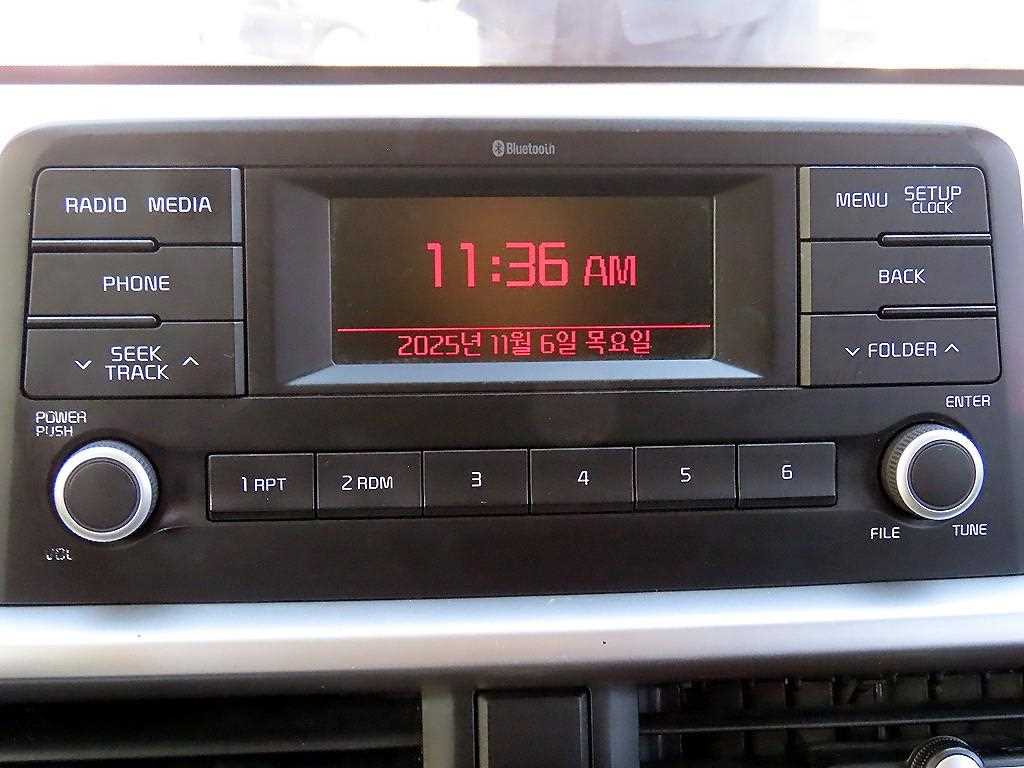 Bluetooth
RADIO MEDIA
PHONE
SEEK
TRACK
11:36 AM
2025년 11월 6일 목요일
MENU SETUP
CLOCK
BACK
FOLDER
POWER
PUSH
VOL
1 RPT
2 RDM
3
4
5
6
ENTER
FILE
TUNE